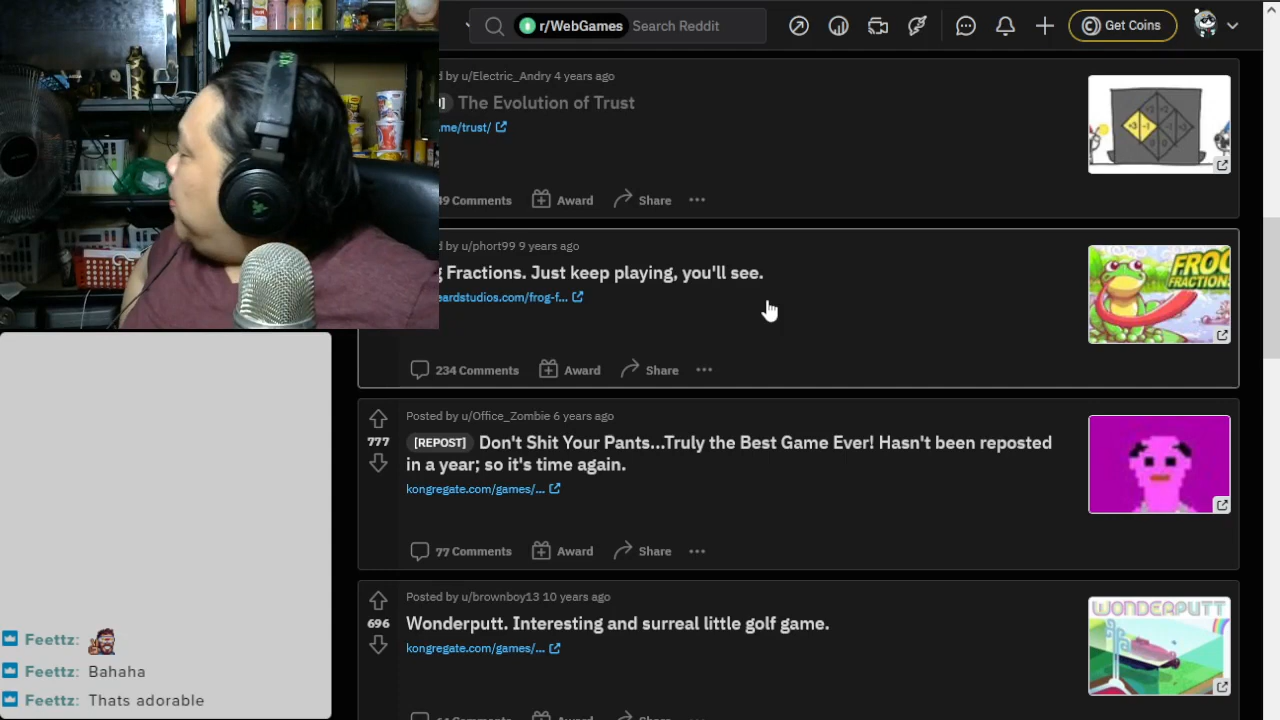 r/WebGames Search Reddit
Get Coins
d by u/Electric_Andry 4 years ago
The Evolution of Trust
.me/trust/
9 Comments Award Share
d by u/phort99 9 years ago
g Fractions. Just keep playing, you'll see.
eardstudios.com/frog-f...
FROG
FRACTIONS
234 Comments Award Share
Posted by u/Office_Zombie 6 years ago
777
[REPOST] Don't Shit Your Pants...Truly the Best Game Ever! Hasn't been reposted
in a year; so it's time again.
kongregate.com/games/...
77 Comments Award Share
Posted by u/brownboy13 10 years ago
696
Wonderputt. Interesting and surreal little golf game.
kongregate.com/games/...
WONDERPUTT
Feettz:
Feettz: Bahaha
Feettz: Thats adorable